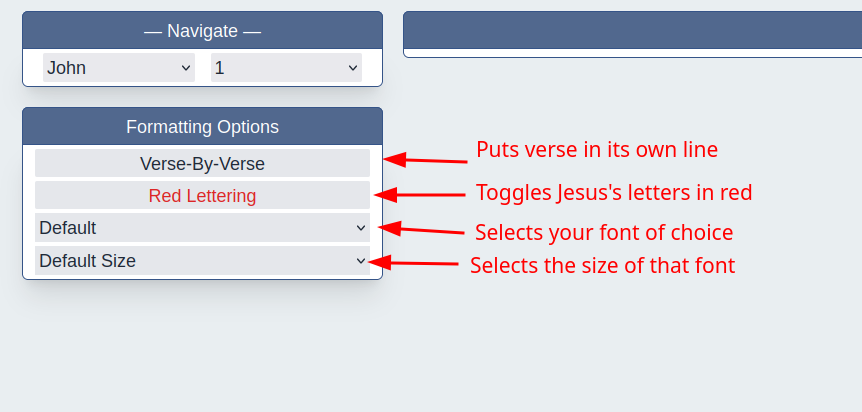 — Navigate —
John 1
Formatting Options
Verse-By-Verse
Red Lettering
Default
Default Size
Puts verse in its own line
Toggles Jesus's letters in red
Selects your font of choice
Selects the size of that font